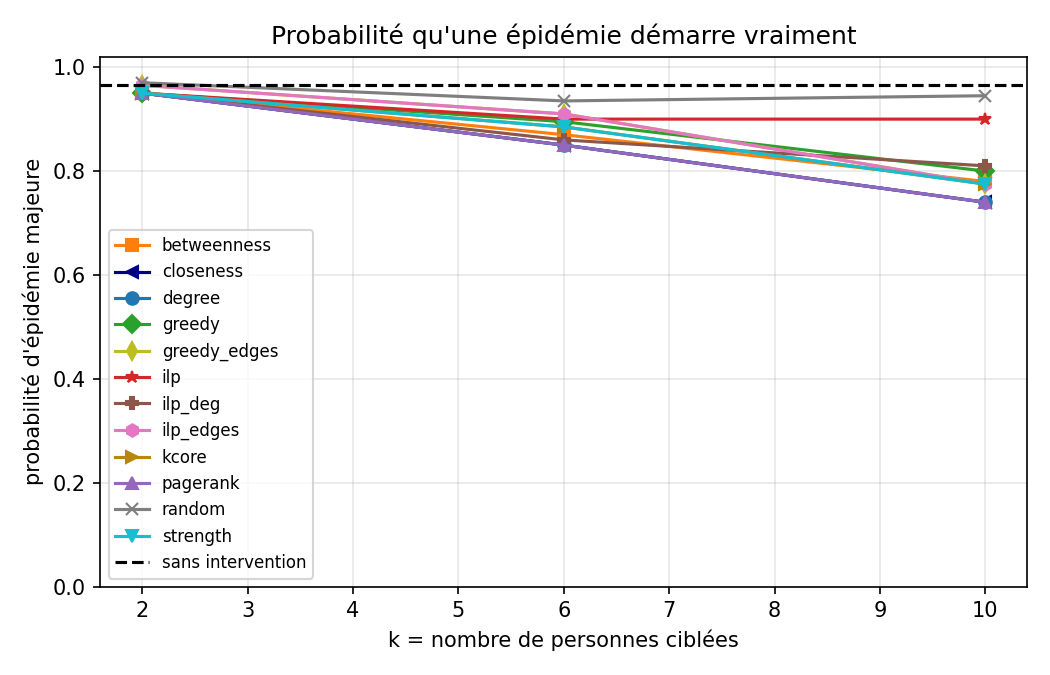 Probabilité qu'une épidémie démarre vraiment
probabilité d'épidémie majeure
1.0
0.8
0.6
0.4
0.2
0.0
betweenness
closeness
degree
greedy
greedy_edges
ilp
ilp_deg
ilp_edges
kcore
pagerank
random
strength
sans intervention
2 3 4 5 6 7 8 9 10
k = nombre de personnes ciblées